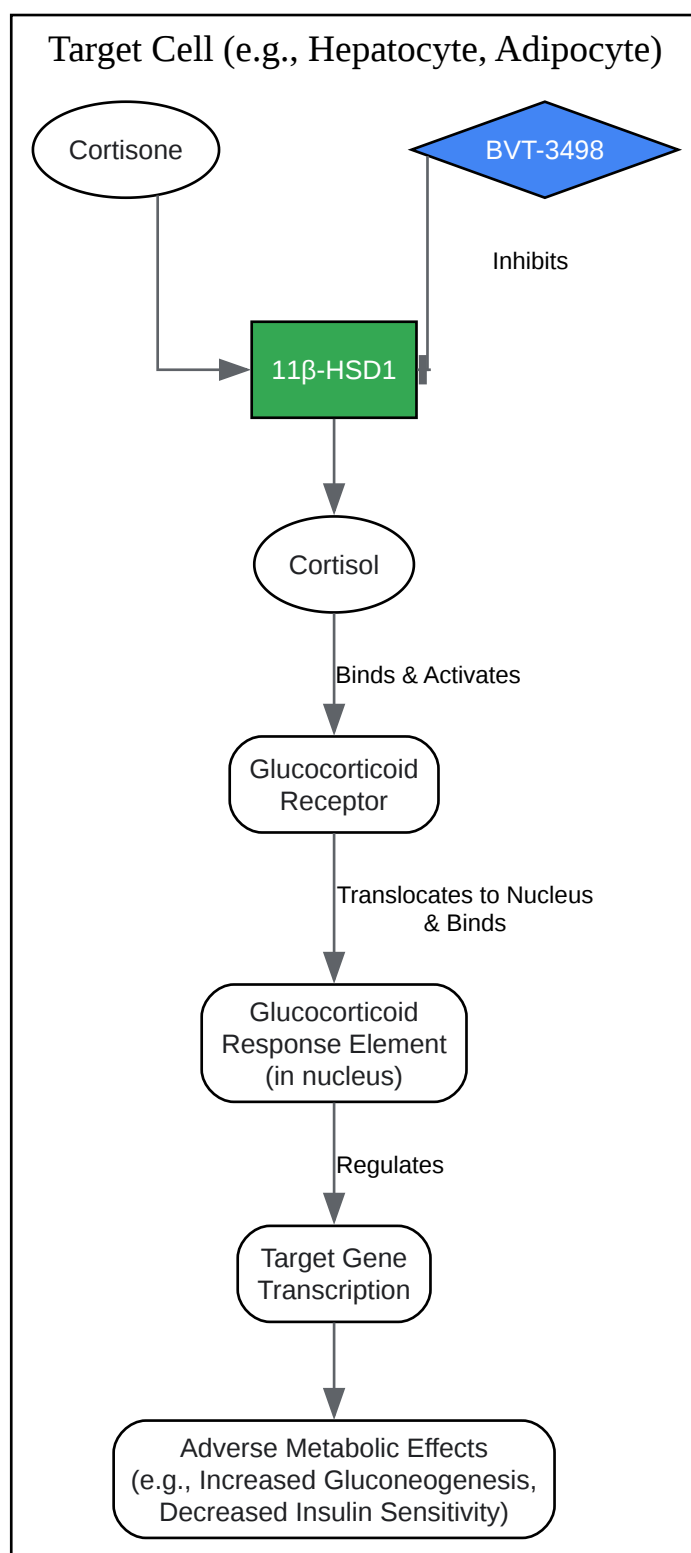 Target Cell (e.g., Hepatocyte, Adipocyte)
Cortisone
BVT-3498
Inhibits
11β-HSD1
Cortisol
Binds & Activates
Glucocorticoid
Receptor
Translocates to Nucleus
& Binds
Glucocorticoid
Response Element
(in nucleus)
Regulates
Target Gene
Transcription
Adverse Metabolic Effects
(e.g., Increased Gluconeogenesis,
Decreased Insulin Sensitivity)